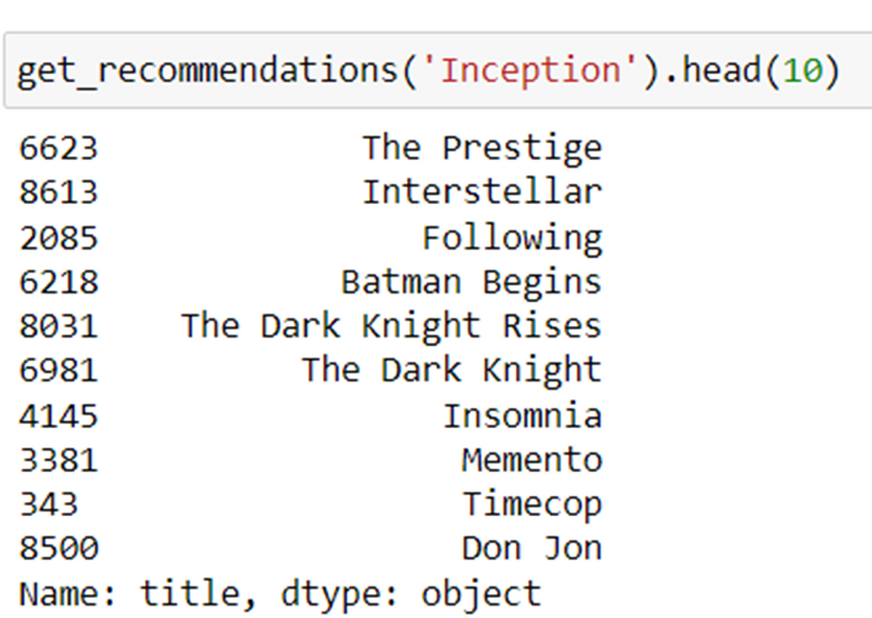 get_recommendations('Inception').head(10)
6623 The Prestige
8613 Interstellar
2085 Following
6218 Batman Begins
8031 The Dark Knight Rises
6981 The Dark Knight
4145 Insomnia
3381 Memento
343 Timecop
8500 Don Jon
Name: title, dtype: object